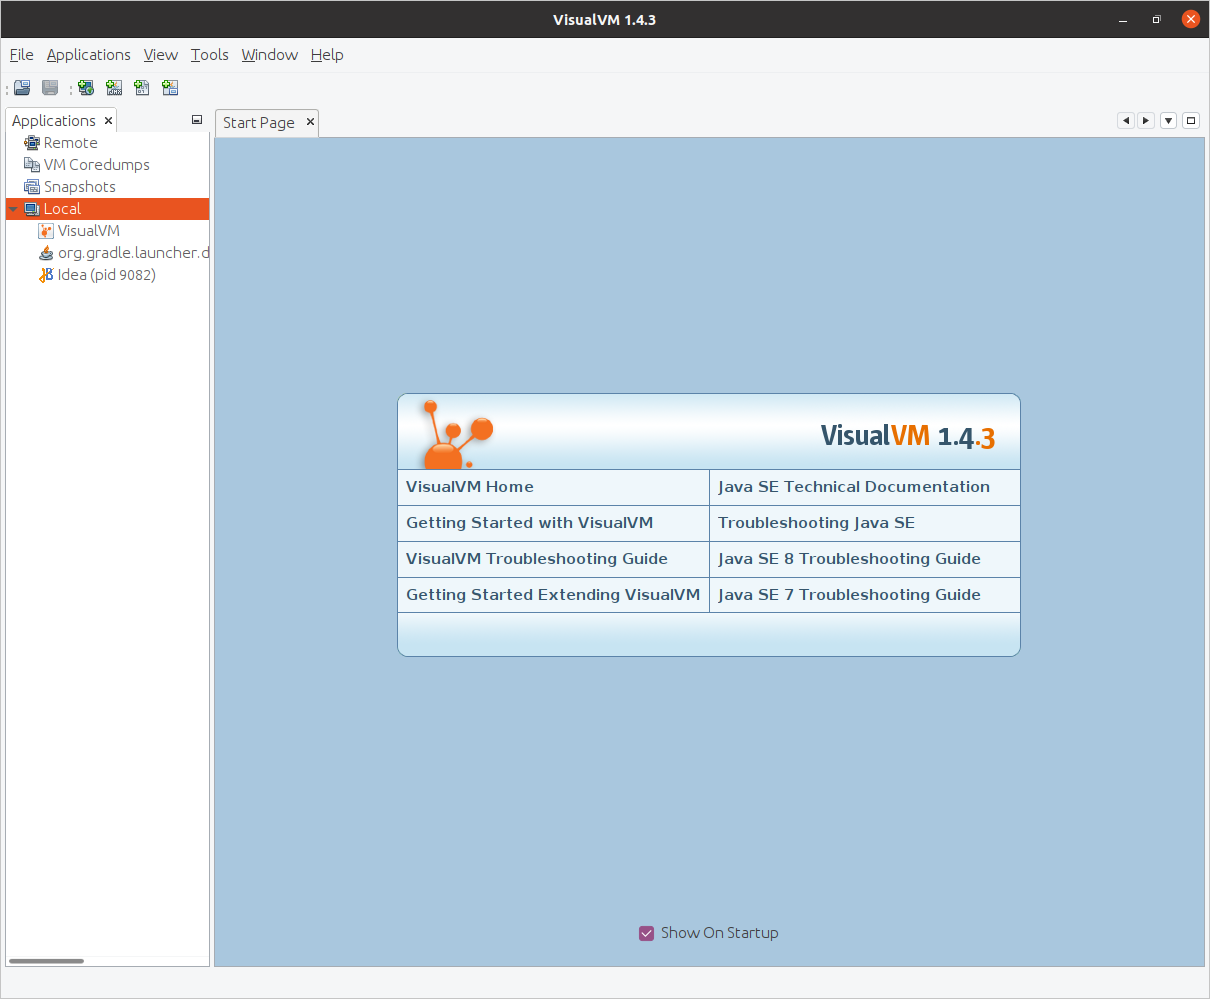 VisualVM 1.4.3
File Applications View Tools Window Help
Applications
Start Page
Remote
VM Coredumps
Snapshots
Local
VisualVM
org.gradle.launcher.d
Idea (pid 9082)
VisualVM 1.4.3
VisualVM Home
Java SE Technical Documentation
Getting Started with VisualVM
Troubleshooting Java SE
VisualVM Troubleshooting Guide
Java SE 8 Troubleshooting Guide
Getting Started Extending VisualVM
Java SE 7 Troubleshooting Guide
Show On Startup